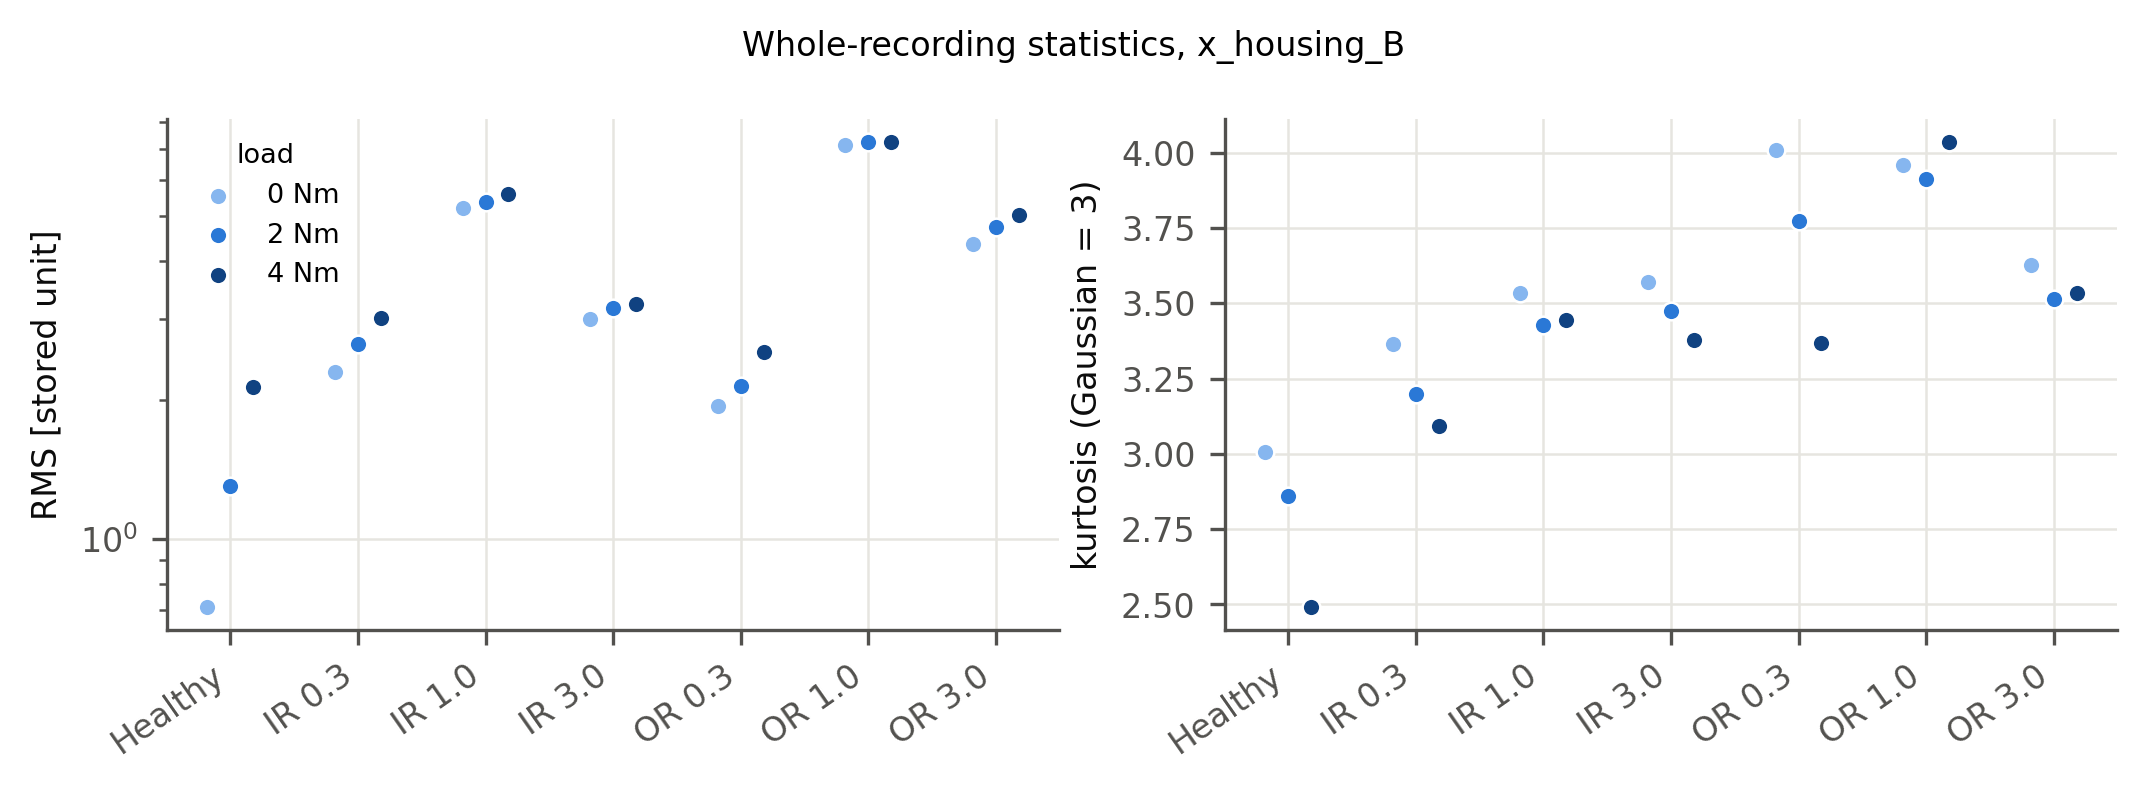 Whole-recording statistics, x_housing_B
RMS [stored unit]
10⁰
load
0 Nm
2 Nm
4 Nm
Healthy
IR 0.3
IR 1.0
IR 3.0
OR 0.3
OR 1.0
OR 3.0
kurtosis (Gaussian = 3)
4.00
3.75
3.50
3.25
3.00
2.75
2.50
Healthy
IR 0.3
IR 1.0
IR 3.0
OR 0.3
OR 1.0
OR 3.0